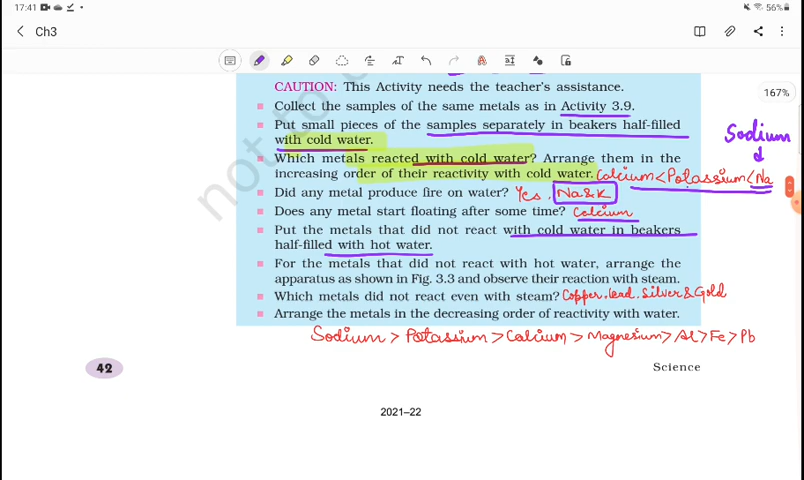 17:41 56%
Ch3
167%
CAUTION: This Activity needs the teacher's assistance.
Collect the samples of the same metals as in Activity 3.9.
Put small pieces of the samples separately in beakers half-filled
with cold water.
Sodium
Which metals reacted with cold water? Arrange them in the
increasing order of their reactivity with cold water. Calcium < Potassium < Na
Did any metal produce fire on water? Yes, Na & K
Does any metal start floating after some time? Calcium
Put the metals that did not react with cold water in beakers
half-filled with hot water.
For the metals that did not react with hot water, arrange the
apparatus as shown in Fig. 3.3 and observe their reaction with steam.
Which metals did not react even with steam? Copper, Lead, Silver & Gold
Arrange the metals in the decreasing order of reactivity with water.
Sodium > Potassium > Calcium > Magnesium > Al > Fe > Pb
42
Science
2021–22
not to